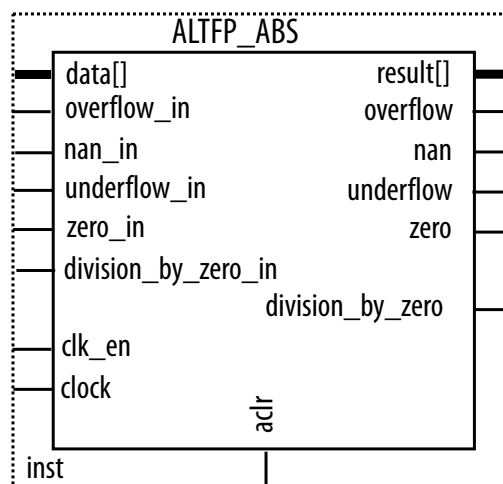 ALTFP_ABS
data[] result[]
overflow_in overflow
nan_in nan
underflow_in underflow
zero_in zero
division_by_zero_in
division_by_zero
clk_en
clock
aclr
inst